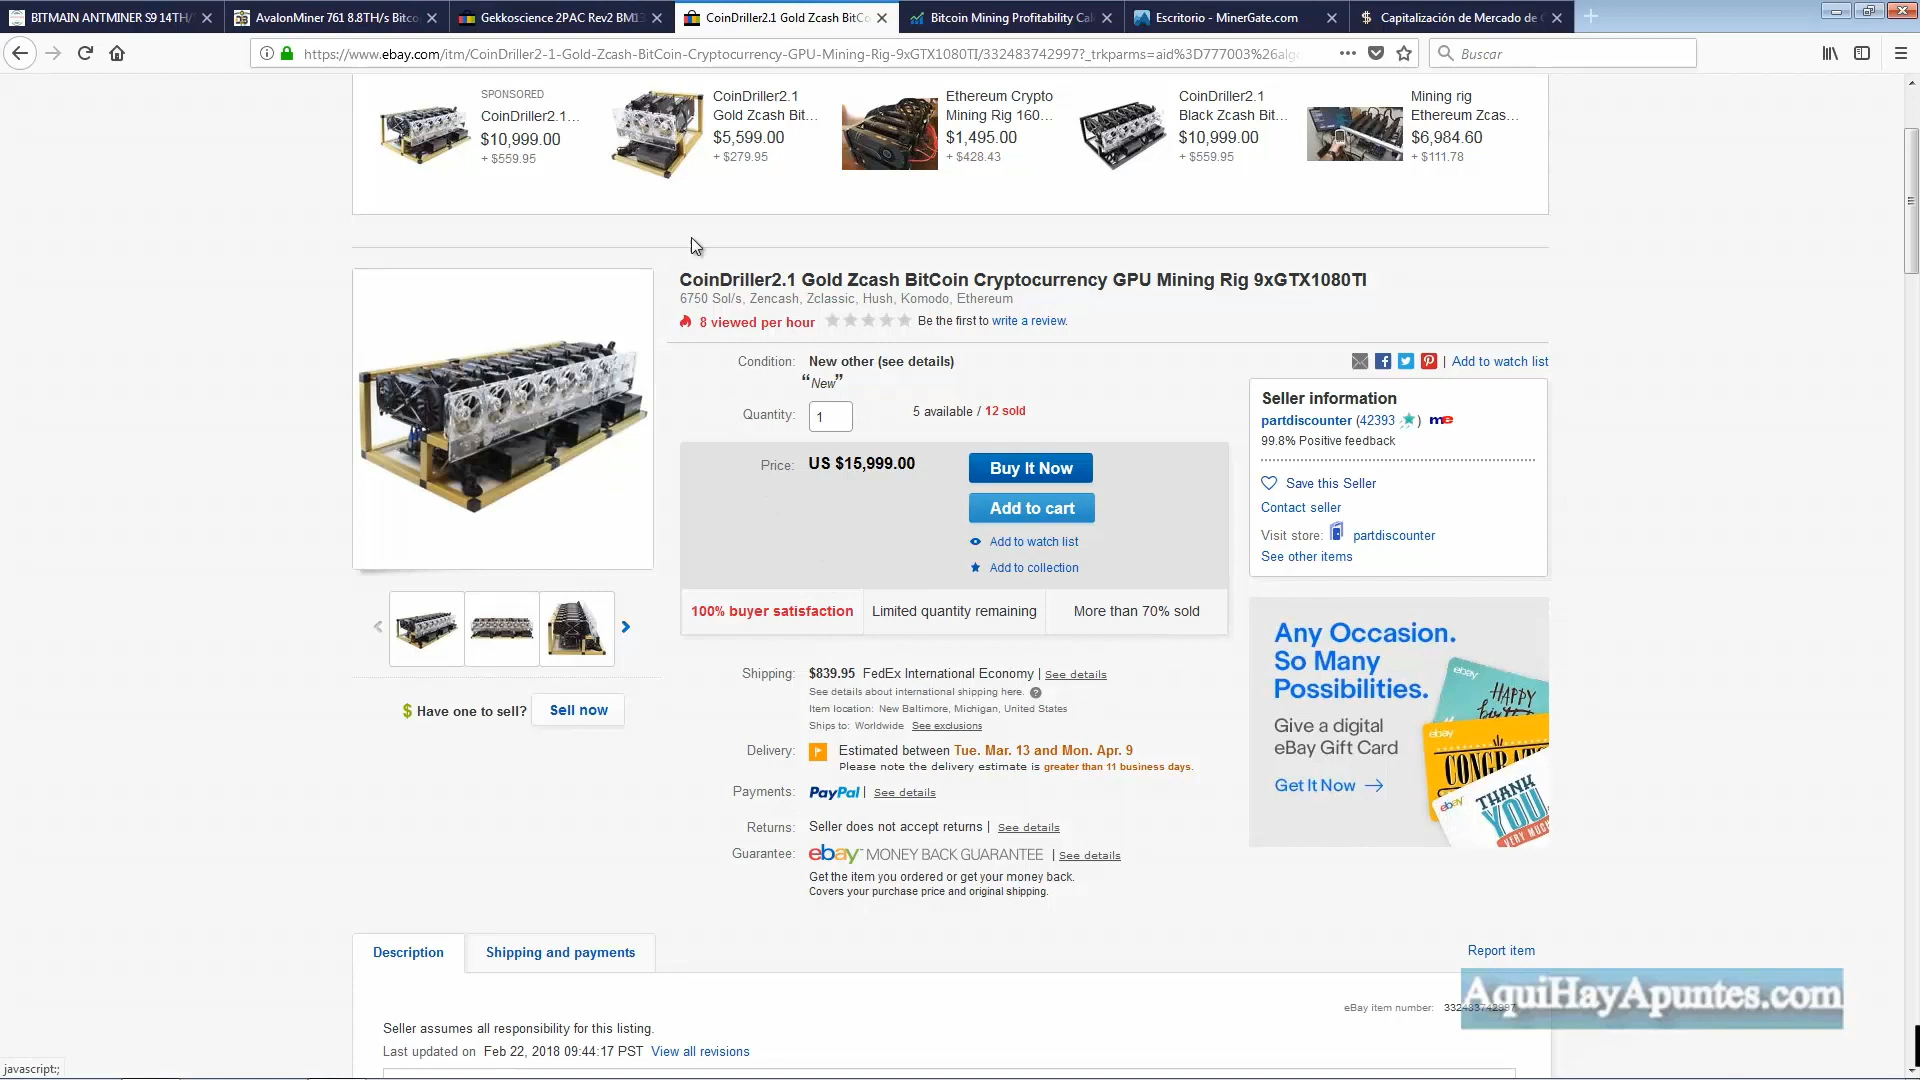 BITMAIN ANTMINER S9 14TH/
AvalonMiner 761 8.8TH/s Bitco
Gekkoscience 2PAC Rev2 BM13
CoinDriller2.1 Gold Zcash BitCo
Bitcoin Mining Profitability Cal
Escritorio - MinerGate.com
Capitalización de Mercado de
https://www.ebay.com/itm/CoinDriller2-1-Gold-Zcash-BitCoin-Cryptocurrency-GPU-Mining-Rig-9xGTX1080TI/332483742997?_trkparms=aid%3D777003%26algo
Buscar
SPONSORED
CoinDriller2.1...
$10,999.00
+ $559.95
CoinDriller2.1
Gold Zcash Bit...
$5,599.00
+ $279.95
Ethereum Crypto
Mining Rig 160...
$1,495.00
+ $428.43
CoinDriller2.1
Black Zcash Bit...
$10,999.00
+ $559.95
Mining rig
Ethereum Zcas...
$6,984.60
+ $111.78
CoinDriller2.1 Gold Zcash BitCoin Cryptocurrency GPU Mining Rig 9xGTX1080TI
6750 Sol/s, Zencash, Zclassic, Hush, Komodo, Ethereum
8 viewed per hour Be the first to write a review.
Condition: New other (see details)
“New”
Quantity: 1 5 available / 12 sold
Price: US $15,999.00
Buy It Now
Add to cart
Add to watch list
Add to collection
100% buyer satisfaction Limited quantity remaining More than 70% sold
Shipping: $839.95 FedEx International Economy | See details
See details about international shipping here. ?
Item location: New Baltimore, Michigan, United States
Ships to: Worldwide See exclusions
Delivery: Estimated between Tue. Mar. 13 and Mon. Apr. 9
Please note the delivery estimate is greater than 11 business days.
Payments: PayPal | See details
Returns: Seller does not accept returns | See details
Guarantee: ebay MONEY BACK GUARANTEE | See details
Get the item you ordered or get your money back.
Covers your purchase price and original shipping.
$ Have one to sell? Sell now
| Add to watch list
Seller information
partdiscounter (42393 ) me
99.8% Positive feedback
Save this Seller
Contact seller
Visit store: partdiscounter
See other items
Any Occasion.
So Many
Possibilities.
Give a digital
eBay Gift Card
Get It Now →
ebay
HAPPY
ebay
ebay
THANK
YOU
VERY MUCH
Description
Shipping and payments
Report item
eBay item number: 332483742997
AquiHayApuntes.com
Seller assumes all responsibility for this listing.
Last updated on Feb 22, 2018 09:44:17 PST View all revisions
javascript:;